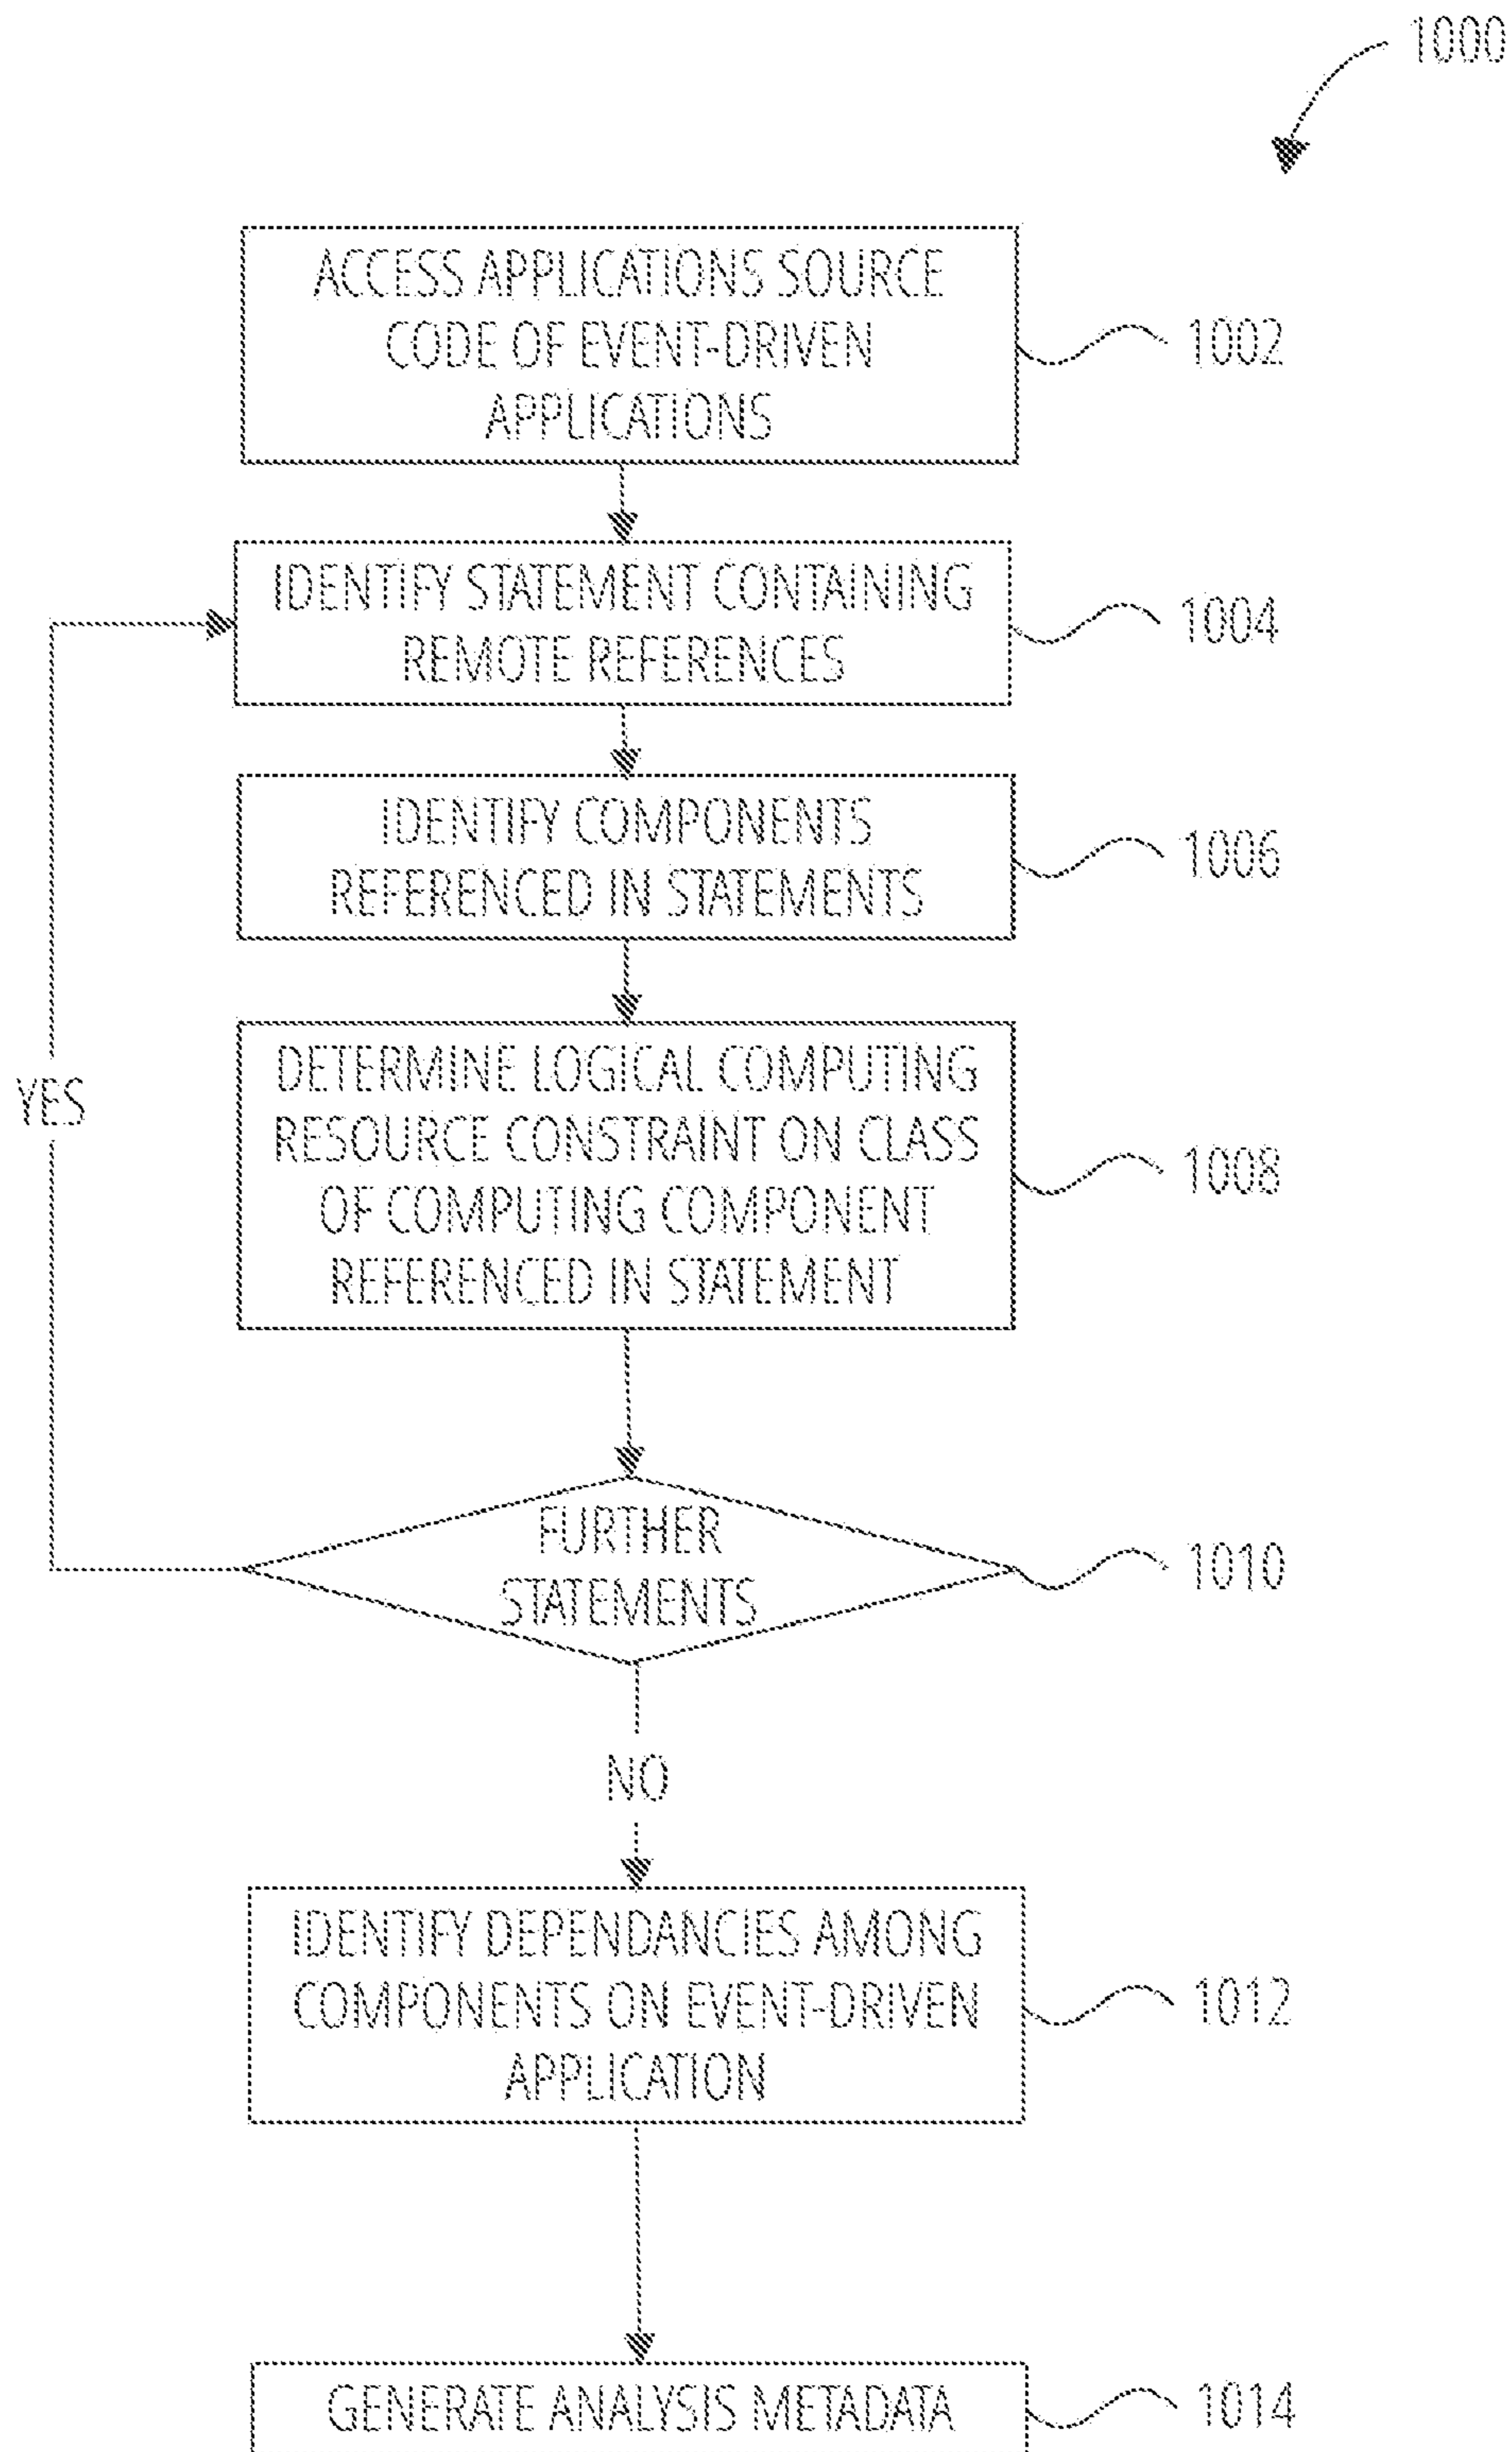 1000
ACCESS APPLICATIONS SOURCE
CODE OF EVENT-DRIVEN
APPLICATIONS
1002
IDENTIFY STATEMENT CONTAINING
REMOTE REFERENCES
1004
IDENTIFY COMPONENTS
REFERENCED IN STATEMENTS
1006
DETERMINE LOGICAL COMPUTING
RESOURCE CONSTRAINT ON CLASS
OF COMPUTING COMPONENT
REFERENCED IN STATEMENT
1008
YES
FURTHER
STATEMENTS
1010
NO
IDENTIFY DEPENDANCIES AMONG
COMPONENTS ON EVENT-DRIVEN
APPLICATION
1012
GENERATE ANALYSIS METADATA
1014